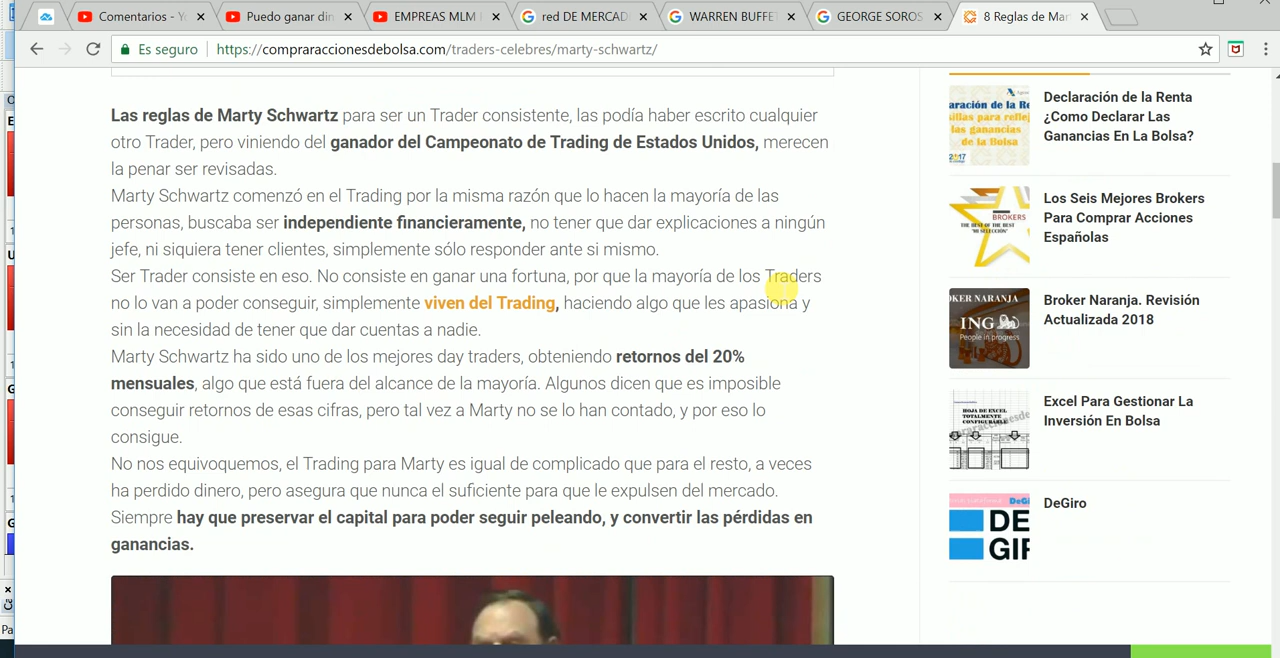 Comentarios - Yo
Puedo ganar din
EMPREAS MLM
red DE MERCAD
WARREN BUFFE
GEORGE SOROS
8 Reglas de Mar
Es seguro
https://compraraccionesdebolsa.com/traders-celebres/marty-schwartz/
Las reglas de Marty Schwartz para ser un Trader consistente, las podía haber escrito cualquier
otro Trader, pero viniendo del ganador del Campeonato de Trading de Estados Unidos, merecen
la penar ser revisadas.
Marty Schwartz comenzó en el Trading por la misma razón que lo hacen la mayoría de las
personas, buscaba ser independiente financieramente, no tener que dar explicaciones a ningún
jefe, ni siquiera tener clientes, simplemente sólo responder ante si mismo.
Ser Trader consiste en eso. No consiste en ganar una fortuna, por que la mayoría de los Traders
no lo van a poder conseguir, simplemente viven del Trading, haciendo algo que les apasiona y
sin la necesidad de tener que dar cuentas a nadie.
Marty Schwartz ha sido uno de los mejores day traders, obteniendo retornos del 20%
mensuales, algo que está fuera del alcance de la mayoría. Algunos dicen que es imposible
conseguir retornos de esas cifras, pero tal vez a Marty no se lo han contado, y por eso lo
consigue.
No nos equivoquemos, el Trading para Marty es igual de complicado que para el resto, a veces
ha perdido dinero, pero asegura que nunca el suficiente para que le expulsen del mercado.
Siempre hay que preservar el capital para poder seguir peleando, y convertir las pérdidas en
ganancias.
Declaración de la Renta
¿Como Declarar Las
Ganancias En La Bolsa?
Los Seis Mejores Brokers
Para Comprar Acciones
Españolas
BROKERS
THE BEST OF THE BEST
Broker Naranja. Revisión
Actualizada 2018
OKER NARANJA
ING
People in progress
Excel Para Gestionar La
Inversión En Bolsa
HOJA DE EXCEL
TOTALMENTE
CONFIGURABLE
DeGiro
DE
GIR